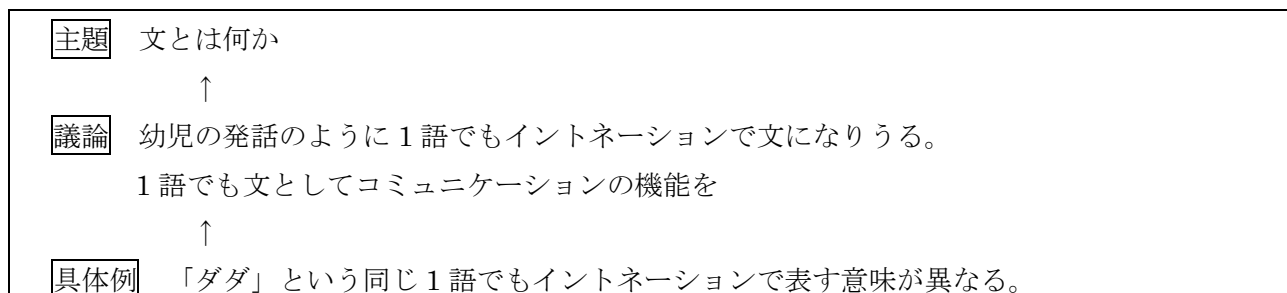 主題　文とは何か
↑
議論　幼児の発話のように 1 語でもイントネーションで文になりうる。
1 語でも文としてコミュニケーションの機能を
↑
具体例　「ダダ」という同じ 1 語でもイントネーションで表す意味が異なる。